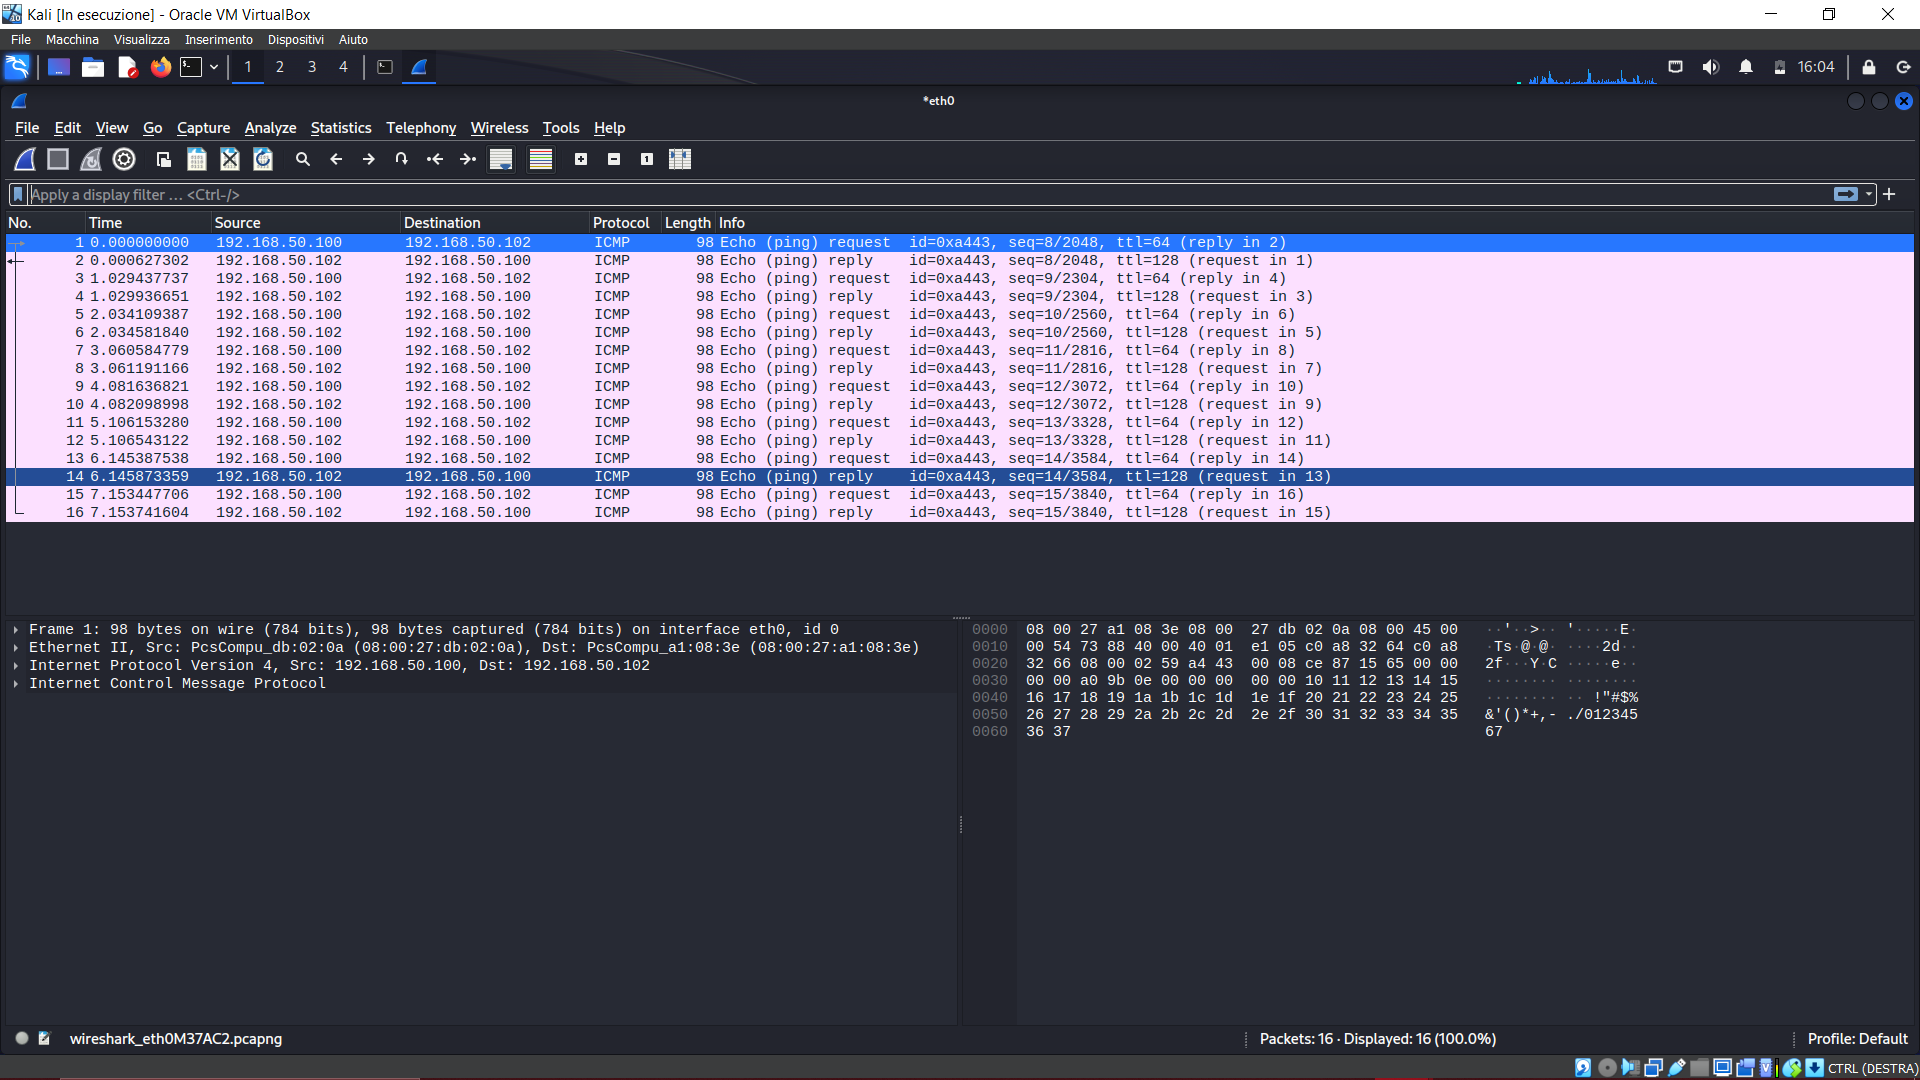 Kali [In esecuzione] - Oracle VM VirtualBox
File Macchina Visualizza Inserimento Dispositivi Aiuto
1 2 3 4 16:04
*eth0
File Edit View Go Capture Analyze Statistics Telephony Wireless Tools Help
Apply a display filter … <Ctrl-/>
No. Time Source Destination Protocol Length Info
1 0.000000000 192.168.50.100 192.168.50.102 ICMP 98 Echo (ping) request id=0xa443, seq=8/2048, ttl=64 (reply in 2)
2 0.000627302 192.168.50.102 192.168.50.100 ICMP 98 Echo (ping) reply id=0xa443, seq=8/2048, ttl=128 (request in 1)
3 1.029437737 192.168.50.100 192.168.50.102 ICMP 98 Echo (ping) request id=0xa443, seq=9/2304, ttl=64 (reply in 4)
4 1.029936651 192.168.50.102 192.168.50.100 ICMP 98 Echo (ping) reply id=0xa443, seq=9/2304, ttl=128 (request in 3)
5 2.034109387 192.168.50.100 192.168.50.102 ICMP 98 Echo (ping) request id=0xa443, seq=10/2560, ttl=64 (reply in 6)
6 2.034581840 192.168.50.102 192.168.50.100 ICMP 98 Echo (ping) reply id=0xa443, seq=10/2560, ttl=128 (request in 5)
7 3.060584779 192.168.50.100 192.168.50.102 ICMP 98 Echo (ping) request id=0xa443, seq=11/2816, ttl=64 (reply in 8)
8 3.061191166 192.168.50.102 192.168.50.100 ICMP 98 Echo (ping) reply id=0xa443, seq=11/2816, ttl=128 (request in 7)
9 4.081636821 192.168.50.100 192.168.50.102 ICMP 98 Echo (ping) request id=0xa443, seq=12/3072, ttl=64 (reply in 10)
10 4.082098998 192.168.50.102 192.168.50.100 ICMP 98 Echo (ping) reply id=0xa443, seq=12/3072, ttl=128 (request in 9)
11 5.106153280 192.168.50.100 192.168.50.102 ICMP 98 Echo (ping) request id=0xa443, seq=13/3328, ttl=64 (reply in 12)
12 5.106543122 192.168.50.102 192.168.50.100 ICMP 98 Echo (ping) reply id=0xa443, seq=13/3328, ttl=128 (request in 11)
13 6.145387538 192.168.50.100 192.168.50.102 ICMP 98 Echo (ping) request id=0xa443, seq=14/3584, ttl=64 (reply in 14)
14 6.145873359 192.168.50.102 192.168.50.100 ICMP 98 Echo (ping) reply id=0xa443, seq=14/3584, ttl=128 (request in 13)
15 7.153447706 192.168.50.100 192.168.50.102 ICMP 98 Echo (ping) request id=0xa443, seq=15/3840, ttl=64 (reply in 16)
16 7.153741604 192.168.50.102 192.168.50.100 ICMP 98 Echo (ping) reply id=0xa443, seq=15/3840, ttl=128 (request in 15)
Frame 1: 98 bytes on wire (784 bits), 98 bytes captured (784 bits) on interface eth0, id 0
Ethernet II, Src: PcsCompu_db:02:0a (08:00:27:db:02:0a), Dst: PcsCompu_a1:08:3e (08:00:27:a1:08:3e)
Internet Protocol Version 4, Src: 192.168.50.100, Dst: 192.168.50.102
Internet Control Message Protocol
0000 08 00 27 a1 08 3e 08 00 27 db 02 0a 08 00 45 00 ··'··>·· '·····E·
0010 00 54 73 88 40 00 40 01 e1 05 c0 a8 32 64 c0 a8 ·Ts·@·@· ····2d··
0020 32 66 08 00 02 59 a4 43 00 08 ce 87 15 65 00 00 2f···Y·C ·····e··
0030 00 00 a0 9b 0e 00 00 00 00 00 10 11 12 13 14 15 ········ ········
0040 16 17 18 19 1a 1b 1c 1d 1e 1f 20 21 22 23 24 25 ········ ·· !"#$%
0050 26 27 28 29 2a 2b 2c 2d 2e 2f 30 31 32 33 34 35 &'()*+,- ./012345
0060 36 37 67
wireshark_eth0M37AC2.pcapng Packets: 16 · Displayed: 16 (100.0%) Profile: Default
CTRL (DESTRA)